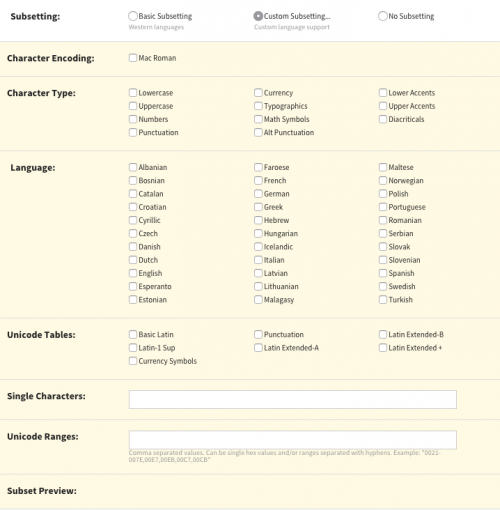 Subsetting: Basic Subsetting Custom Subsetting... No Subsetting
Western languages Custom language support
Character Encoding: Mac Roman
Character Type: Lowercase Currency Lower Accents
Uppercase Typographics Upper Accents
Numbers Math Symbols Diacriticals
Punctuation Alt Punctuation
Language: Albanian Faroese Maltese
Bosnian French Norwegian
Catalan German Polish
Croatian Greek Portuguese
Cyrillic Hebrew Romanian
Czech Hungarian Serbian
Danish Icelandic Slovak
Dutch Italian Slovenian
English Latvian Spanish
Esperanto Lithuanian Swedish
Estonian Malagasy Turkish
Unicode Tables: Basic Latin Punctuation Latin Extended-B
Latin-1 Sup Latin Extended-A Latin Extended +
Currency Symbols
Single Characters:
Unicode Ranges:
Comma separated values. Can be single hex values and/or ranges separated with hyphens. Example: "0021-
007E,00E7,00EB,00C7,00CB"
Subset Preview: